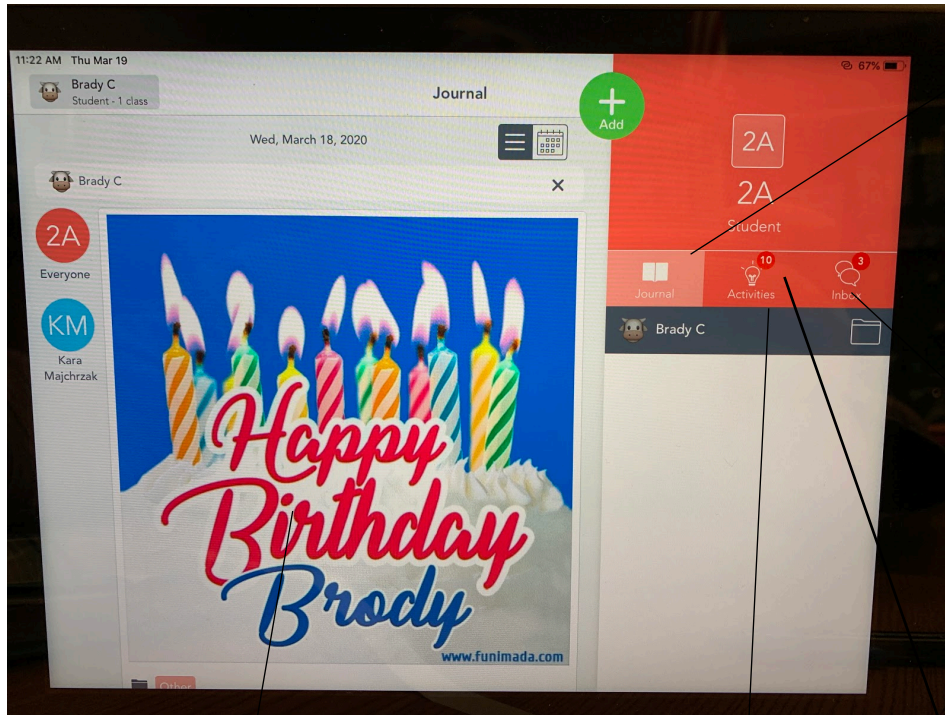 11:22 AM Thu Mar 19
67%
Brady C
Student - 1 class
Journal
Add
Wed, March 18, 2020
Brady C
2A
Everyone
KM
Kara
Majchrzak
Happy
Birthday
Brody
www.funimada.com
Other
2A
2A
Student
Journal
10
Activities
3
Inbox
Brady C